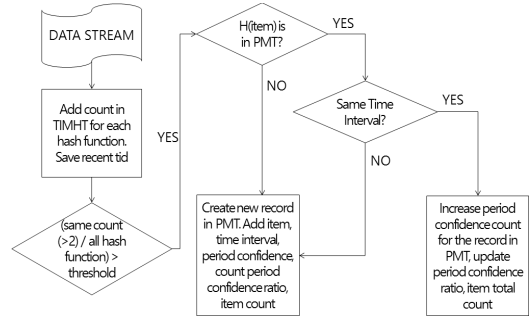 DATA STREAM
Add count in
TIMHT for each
hash function.
Save recent tid
(same count
(>2) / all hash
function) >
threshold
YES
H(item) is
in PMT?
YES
NO
Same Time
Interval?
YES
NO
Create new record
in PMT. Add item,
time interval,
period confidence,
count period
confidence ratio,
item count
Increase period
confidence count
for the record in
PMT, update
period confidence
ratio, item total
count